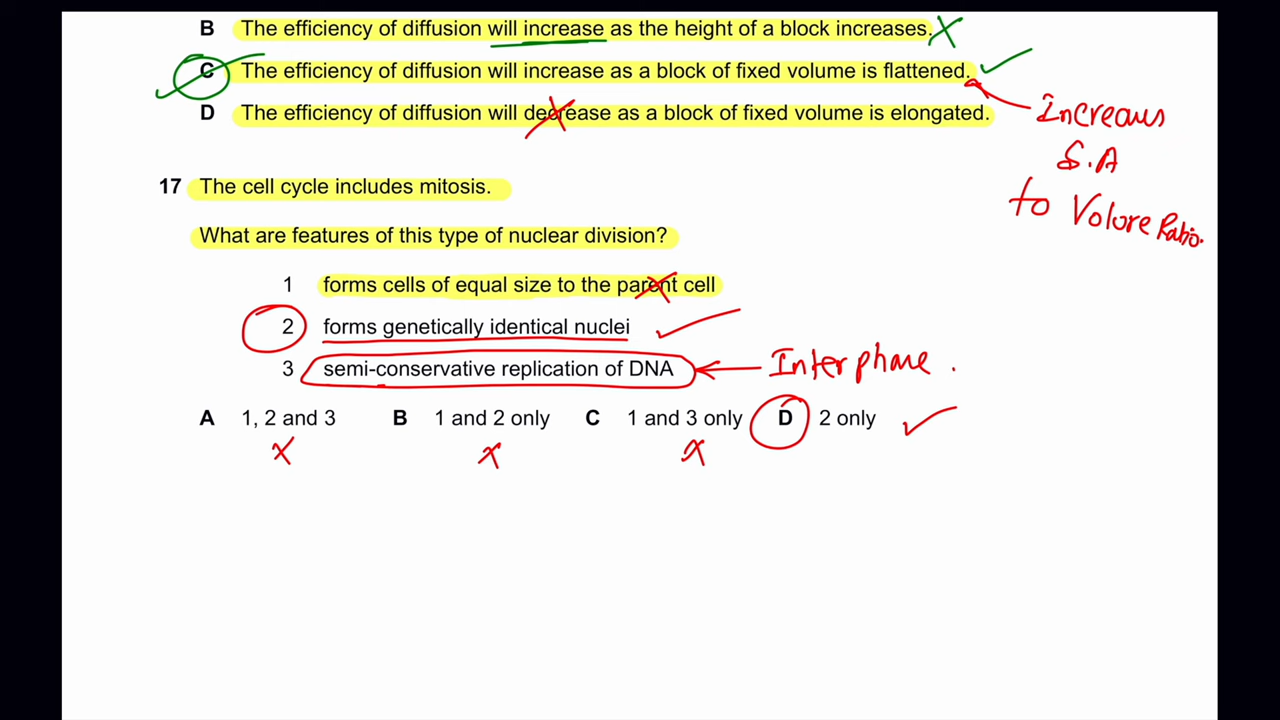 B The efficiency of diffusion will increase as the height of a block increases.
C The efficiency of diffusion will increase as a block of fixed volume is flattened.
D The efficiency of diffusion will decrease as a block of fixed volume is elongated.
Increases
S.A
to Volore Ratio.
17 The cell cycle includes mitosis.
What are features of this type of nuclear division?
1 forms cells of equal size to the parent cell
2 forms genetically identical nuclei
3 semi-conservative replication of DNA
Interphase.
A 1, 2 and 3 B 1 and 2 only C 1 and 3 only D 2 only